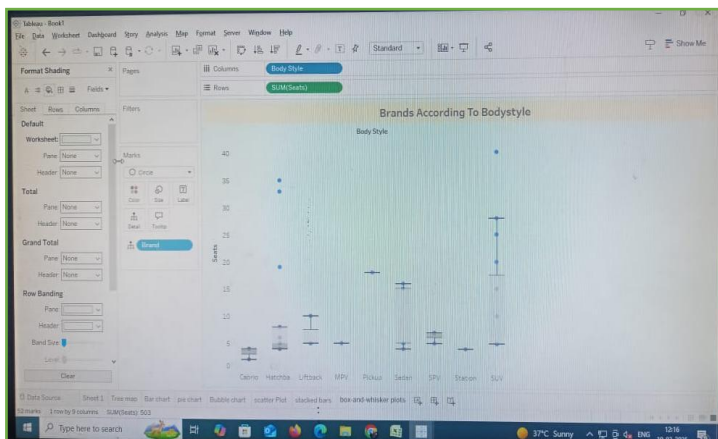 Tableau - Book1
File Data Worksheet Dashboard Story Analysis Map Format Server Window Help
Standard
Show Me
Format Shading
Pages
Columns
Body Style
Fields
Rows
SUM(Seats)
Sheet Rows Columns
Filters
Brands According To Bodystyle
Default
Body Style
Worksheet:
Pane None
Marks
Header None
Circle
Total
Color Size Label
Pane None
Header None
Detail Tooltip
Grand Total
Brand
Pane None
Header None
Row Banding
Pane:
Header
Band Size
Level
Clear
Seats
40
35
30
25
20
15
10
5
0
Liftback MPV Pickup Sedan SPV Station SUV
Data Source Sheet 1 Tree map Bar chart pie chart Bubble chart scatter Plot stacked bars box-and-whisker plots
1 row by 9 columns SUM(Seats): 503
Type here to search
37°C Sunny
ENG
12:16